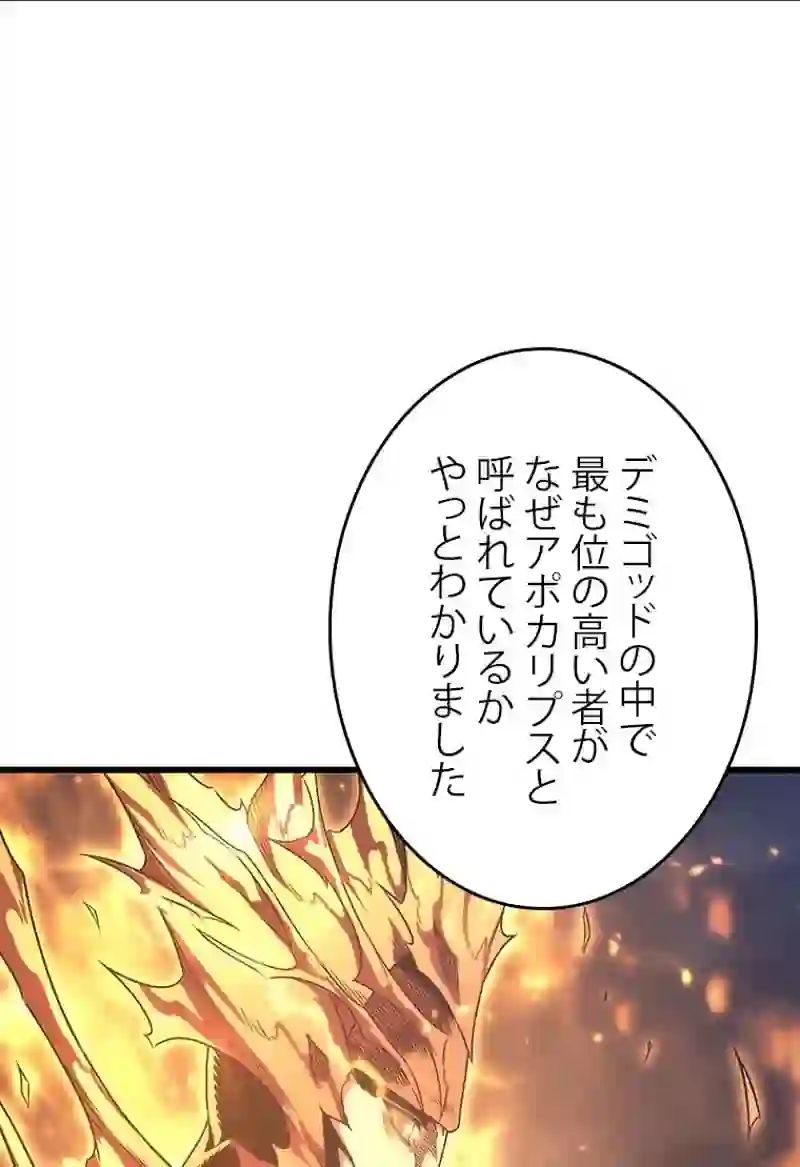 デミゴッドの中で
最も位の高い者が
なぜアポカリプスと
呼ばれているか
やっとわかりました